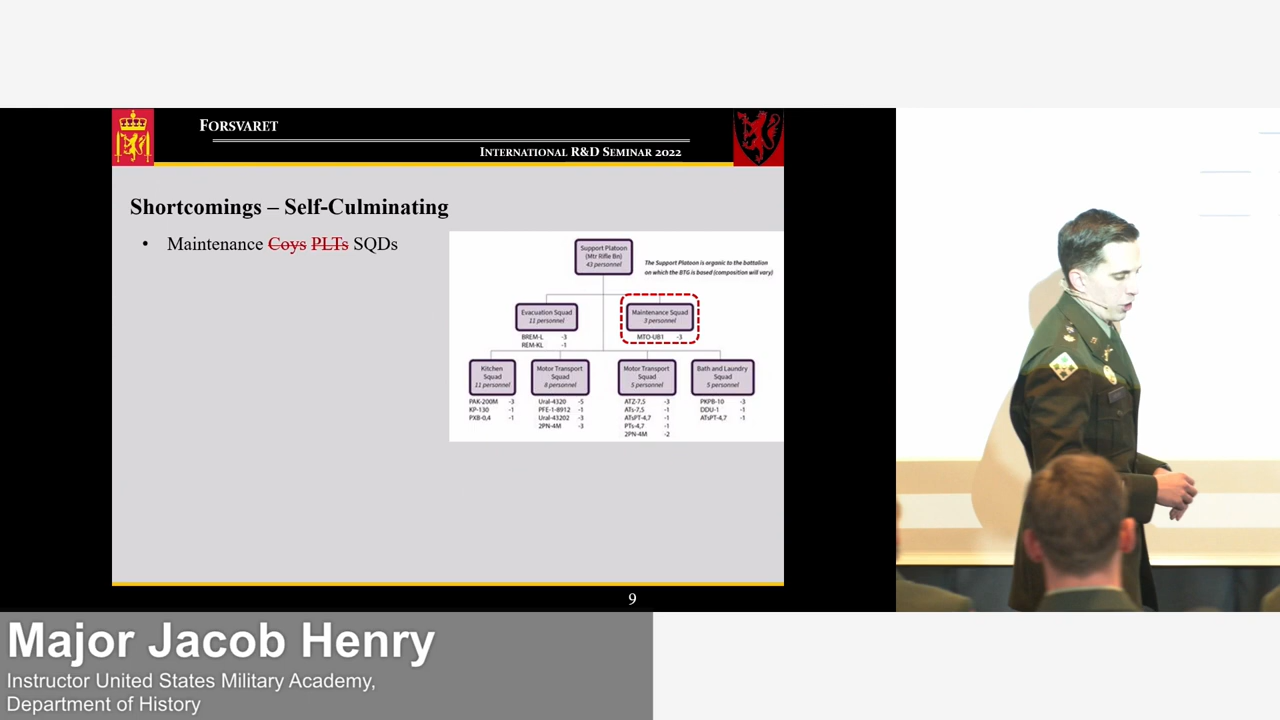 FORSVARET
INTERNATIONAL R&D SEMINAR 2022
Shortcomings – Self-Culminating
• Maintenance Coys PLTs SQDs
Support Platoon
(Mtr Rifle Bn)
43 personnel
The Support Platoon is organic to the battalion
on which the BTG is based (composition will vary)
Evacuation Squad
11 personnel
BREM-L -3
REM-KL -1
Maintenance Squad
3 personnel
MTO-UB1 -3
Kitchen
Squad
11 personnel
PAK-200M -3
KP-130 -1
PXB-0,4 -1
Motor Transport
Squad
8 personnel
Ural-4320 -5
PFE-1-8912 -1
Ural-43202 -3
2PN-4M -3
Motor Transport
Squad
5 personnel
ATZ-7,5 -3
ATs-7,5 -1
ATsPT-4,7 -1
PTs-4,7 -1
2PN-4M -2
Bath and Laundry
Squad
5 personnel
PKPB-10 -3
DDU-1 -1
ATsPT-4,7 -1
9
Major Jacob Henry
Instructor United States Military Academy,
Department of History